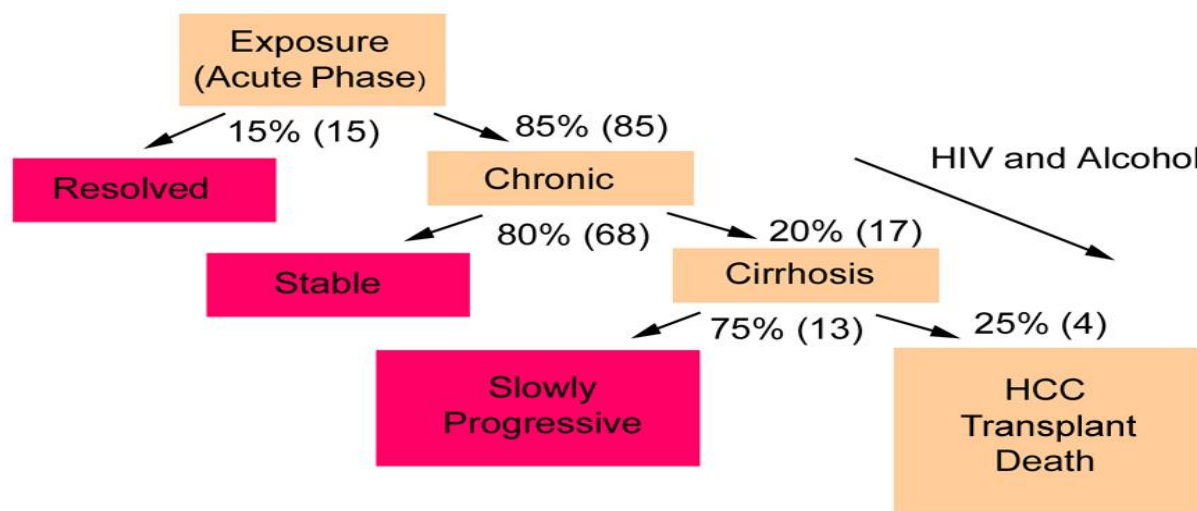 Exposure
(Acute Phase)
15% (15)
85% (85)
HIV and Alcohol
Resolved
Chronic
80% (68)
20% (17)
Stable
Cirrhosis
75% (13)
25% (4)
Slowly
Progressive
HCC
Transplant
Death